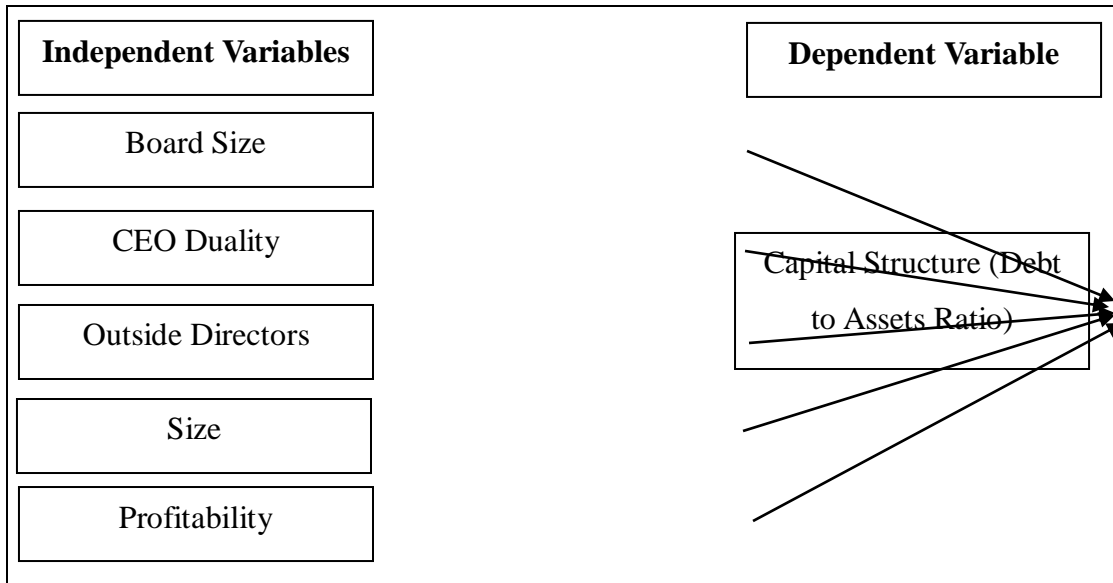 Independent Variables
Dependent Variable
Board Size
CEO Duality
Capital Structure (Debt
to Assets Ratio)
Outside Directors
Size
Profitability